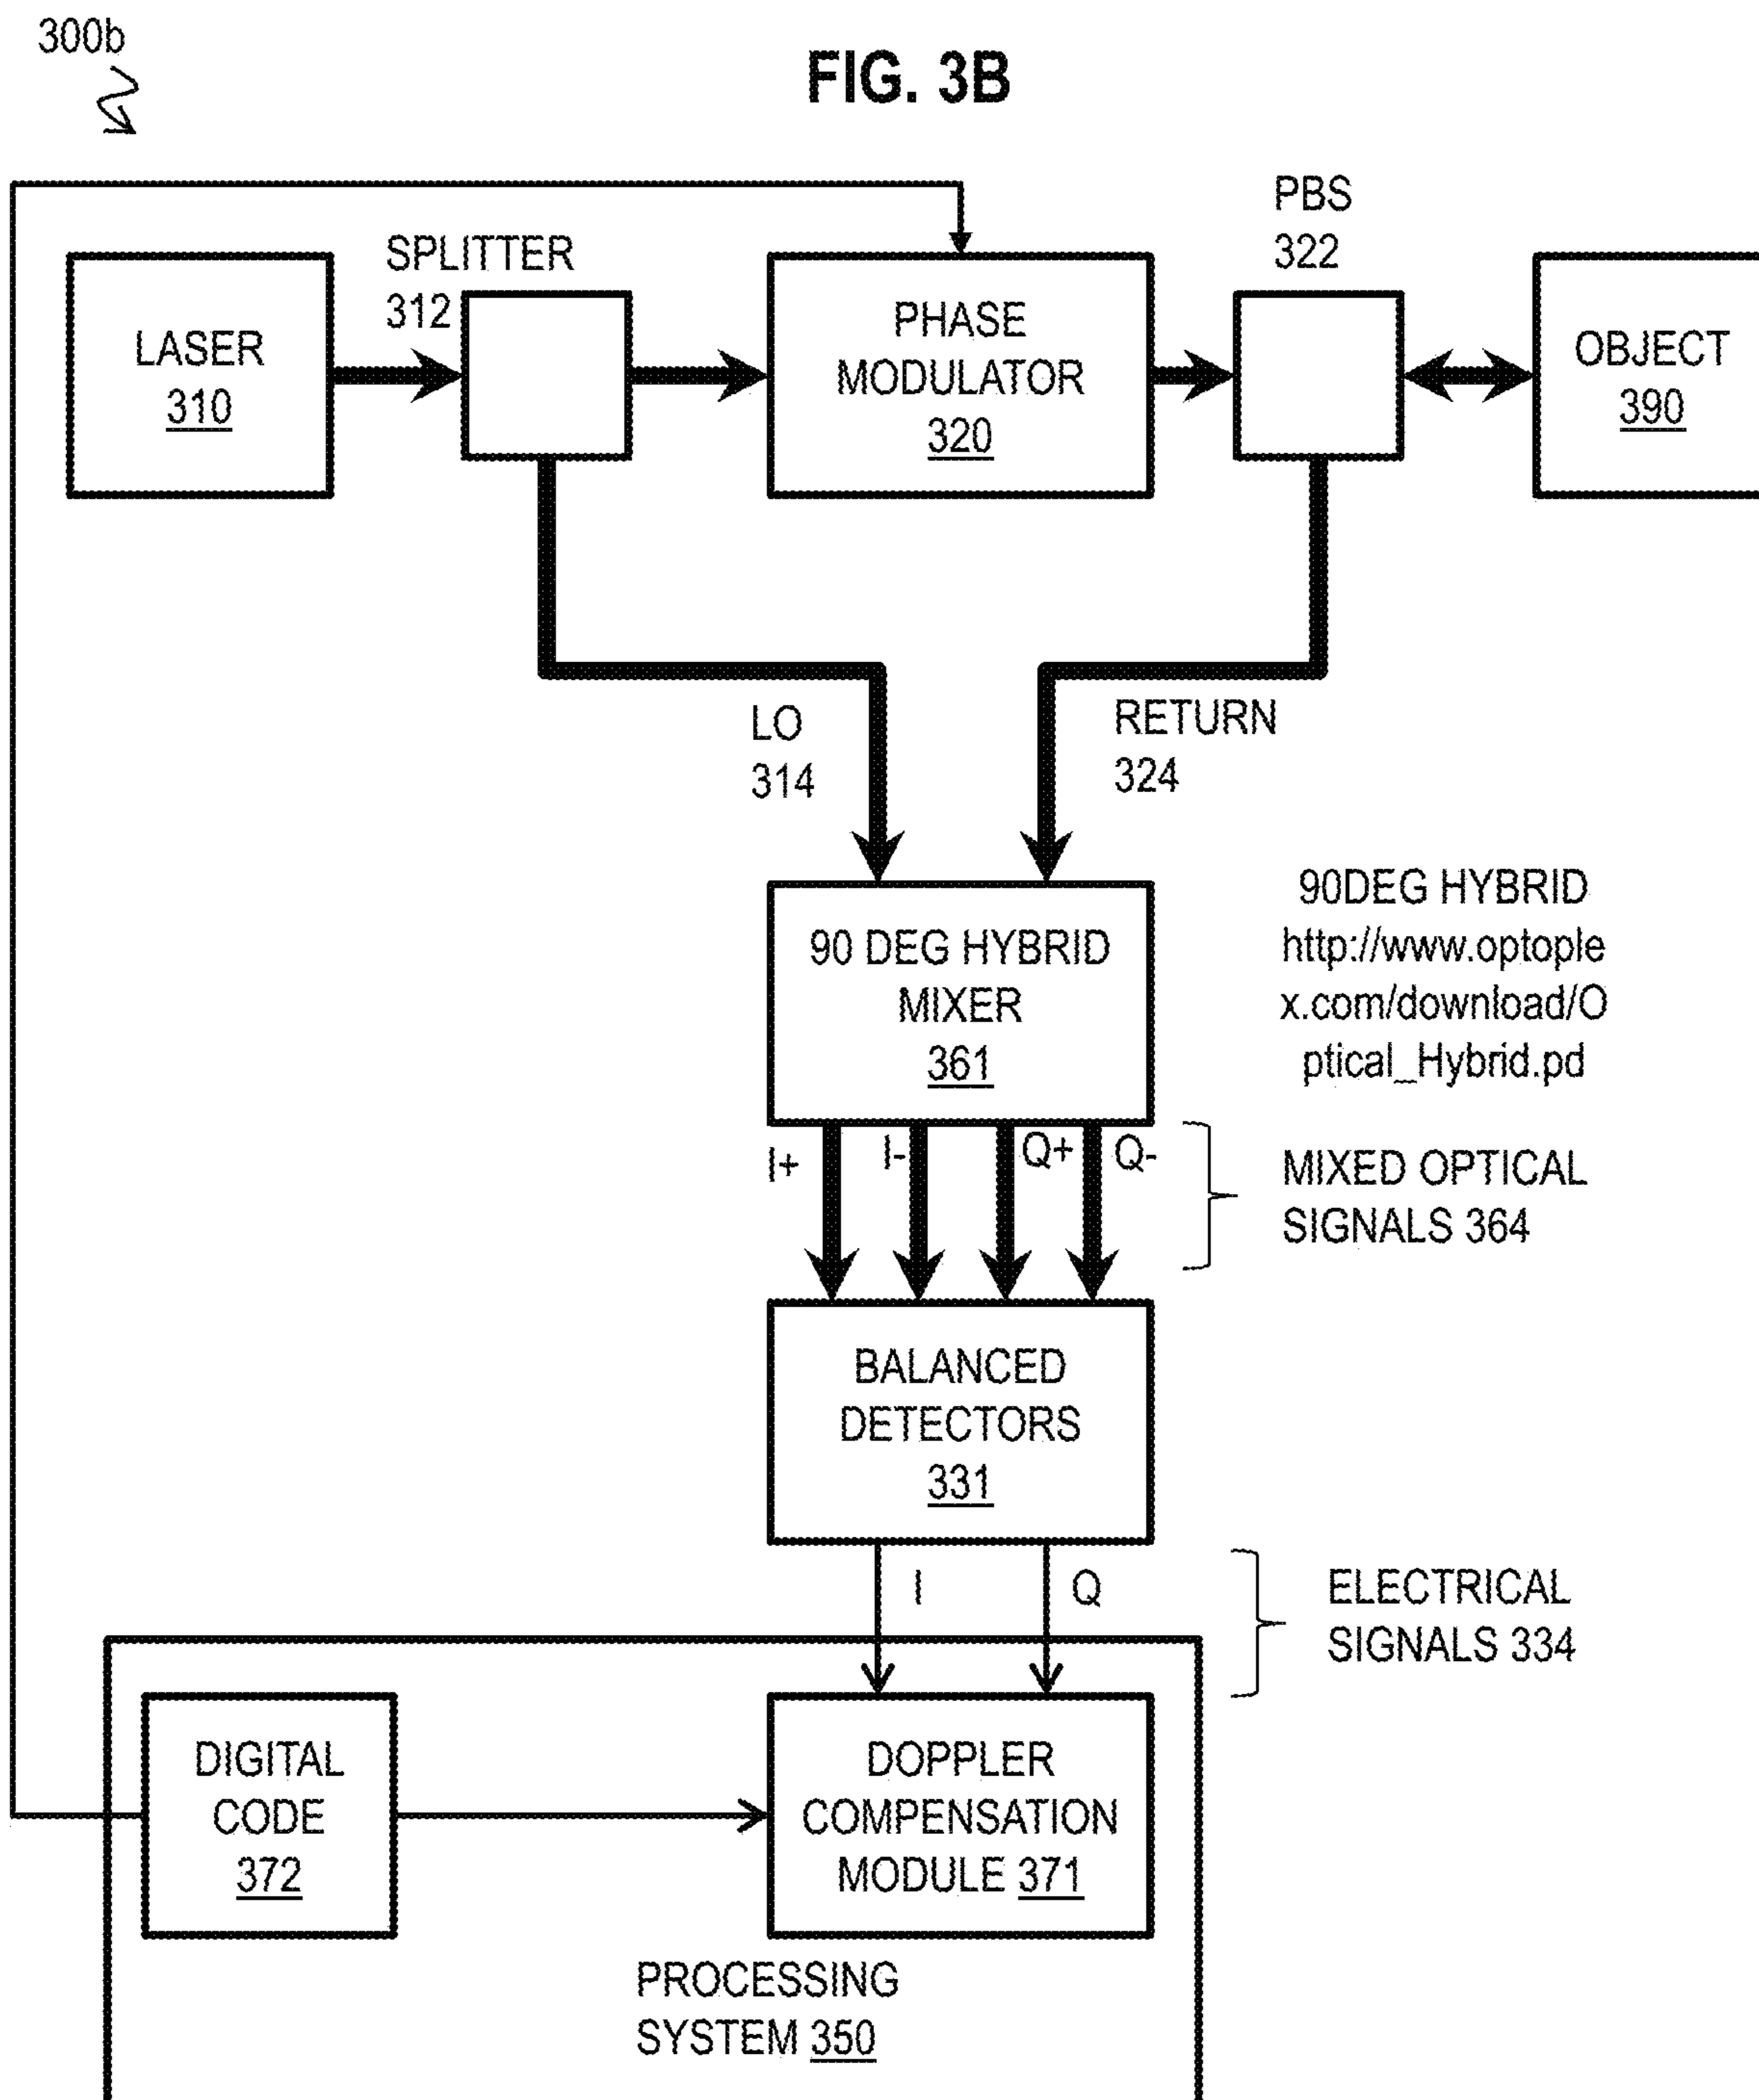 300b
FIG. 3B
PBS
322
SPLITTER
312
LASER
310
PHASE
MODULATOR
320
OBJECT
390
LO
314
RETURN
324
90 DEG HYBRID
MIXER
361
90DEG HYBRID
http://www.optople
x.com/download/O
ptical_Hybrid.pd
I+
I-
Q+
Q-
MIXED OPTICAL
SIGNALS 364
BALANCED
DETECTORS
331
I
Q
ELECTRICAL
SIGNALS 334
DIGITAL
CODE
372
DOPPLER
COMPENSATION
MODULE 371
PROCESSING
SYSTEM 350